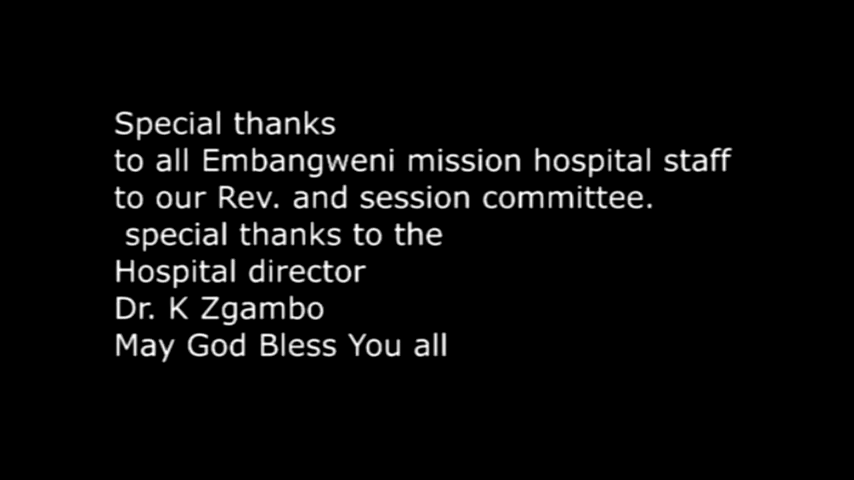 Special thanks
to all Embangweni mission hospital staff
to our Rev. and session committee.
special thanks to the
Hospital director
Dr. K Zgambo
May God Bless You all